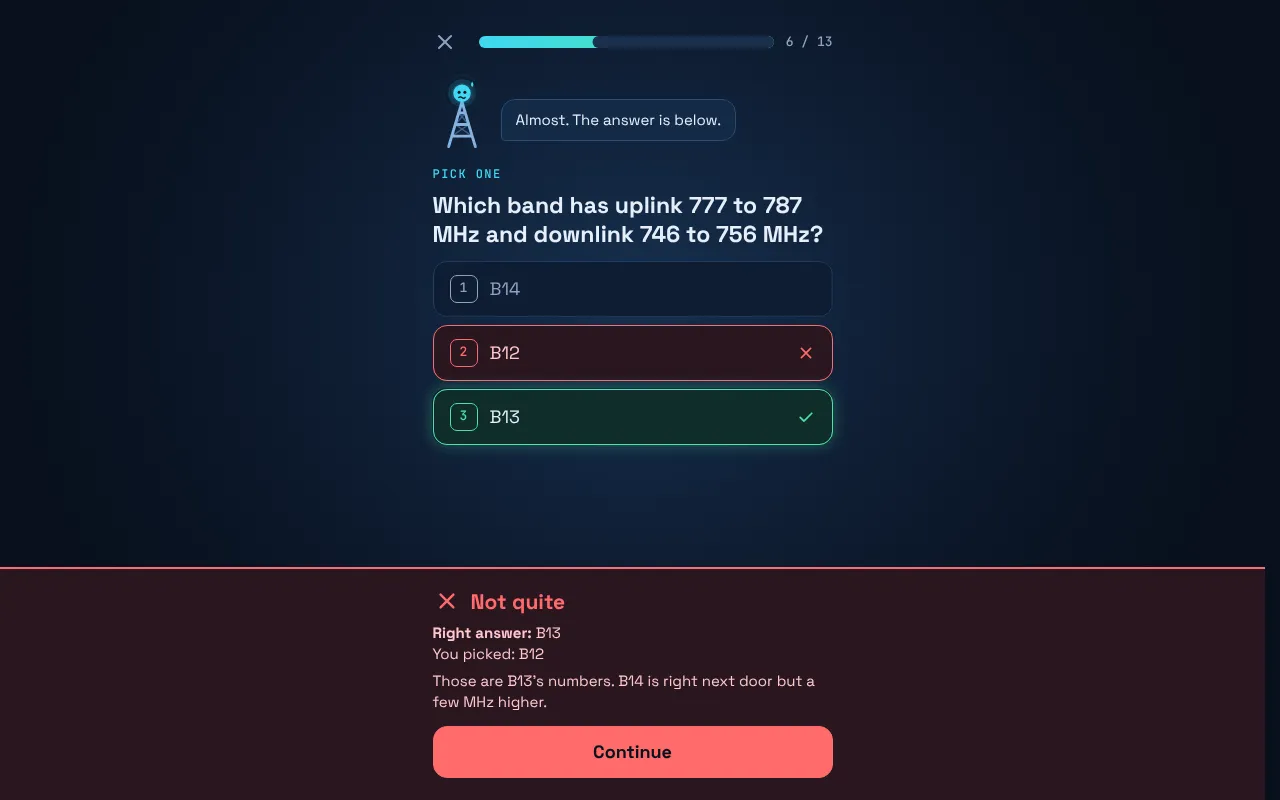 6 / 13
Almost. The answer is below.
PICK ONE
Which band has uplink 777 to 787
MHz and downlink 746 to 756 MHz?
1 B14
2 B12
3 B13
Not quite
Right answer: B13
You picked: B12
Those are B13's numbers. B14 is right next door but a
few MHz higher.
Continue